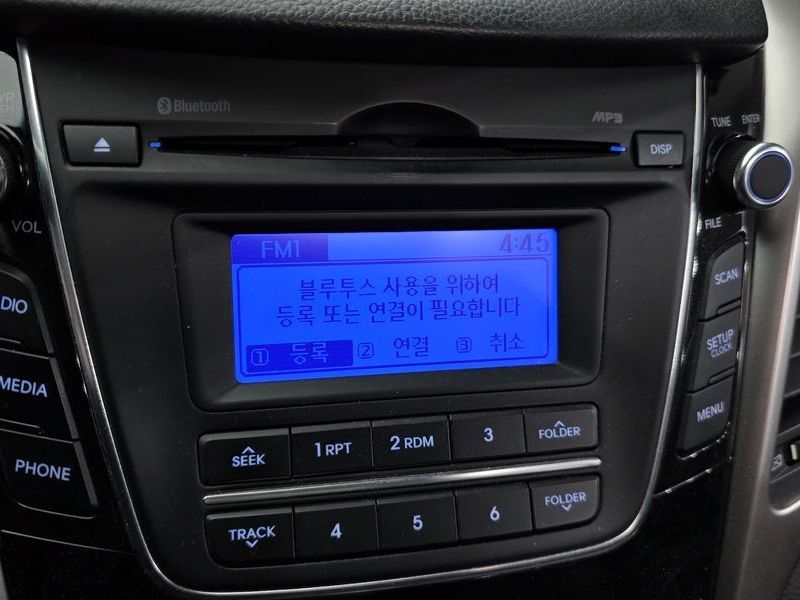 Bluetooth
MP3
TUNE ENTER
DISP
VOL
FILE
FM1 4:45
블루투스 사용을 위하여
등록 또는 연결이 필요합니다
1 등록 2 연결 3 취소
SCAN
SETUP
CLOCK
MENU
DIO
MEDIA
PHONE
SEEK
1 RPT
2 RDM
3
FOLDER
TRACK
4
5
6
FOLDER